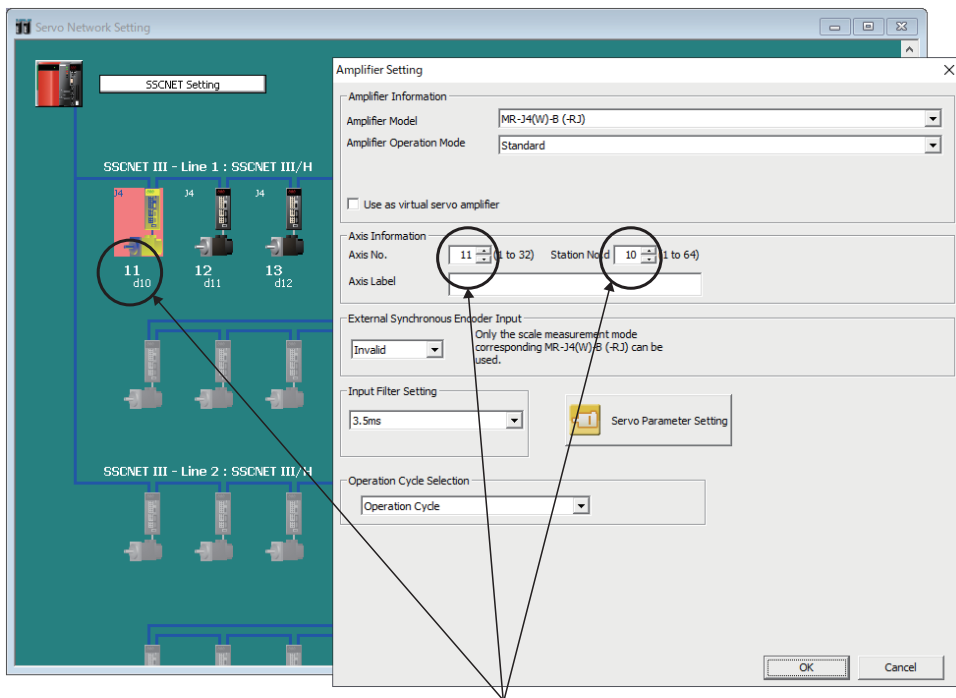 Servo Network Setting
SSCNET Setting
SSCNET III - Line 1 : SSCNET III/H
J4
J4
J4
11
d10
12
d11
13
d12
SSCNET III - Line 2 : SSCNET III/H
Amplifier Setting
Amplifier Information
Amplifier Model
MR-J4(W)-B (-RJ)
Amplifier Operation Mode
Standard
Use as virtual servo amplifier
Axis Information
Axis No.
11
(1 to 32)
Station No. d
10
(1 to 64)
Axis Label
External Synchronous Encoder Input
Invalid
Only the scale measurement mode
corresponding MR-J4(W)-B (-RJ) can be
used.
Input Filter Setting
3.5ms
Servo Parameter Setting
Operation Cycle Selection
Operation Cycle
OK
Cancel